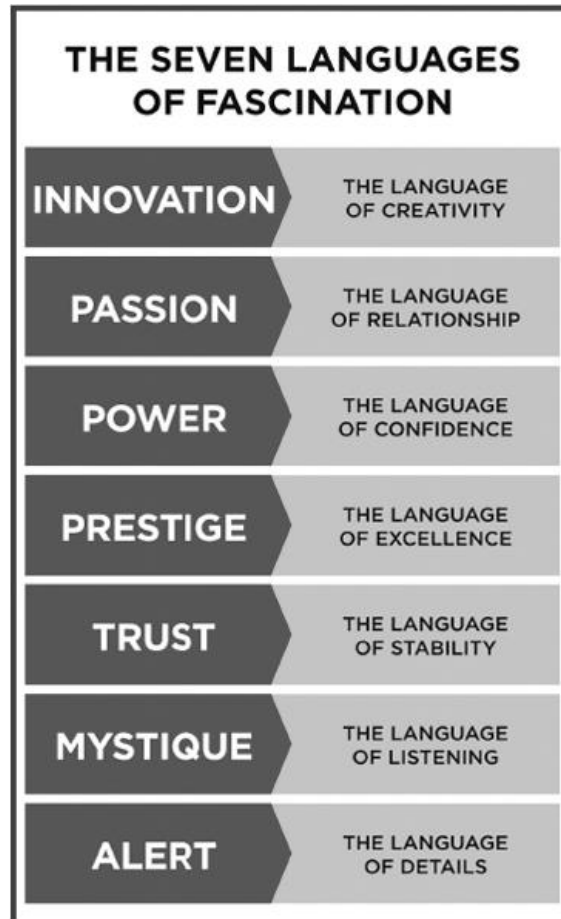 THE SEVEN LANGUAGES
OF FASCINATION
INNOVATION
THE LANGUAGE
OF CREATIVITY
PASSION
THE LANGUAGE
OF RELATIONSHIP
POWER
THE LANGUAGE
OF CONFIDENCE
PRESTIGE
THE LANGUAGE
OF EXCELLENCE
TRUST
THE LANGUAGE
OF STABILITY
MYSTIQUE
THE LANGUAGE
OF LISTENING
ALERT
THE LANGUAGE
OF DETAILS